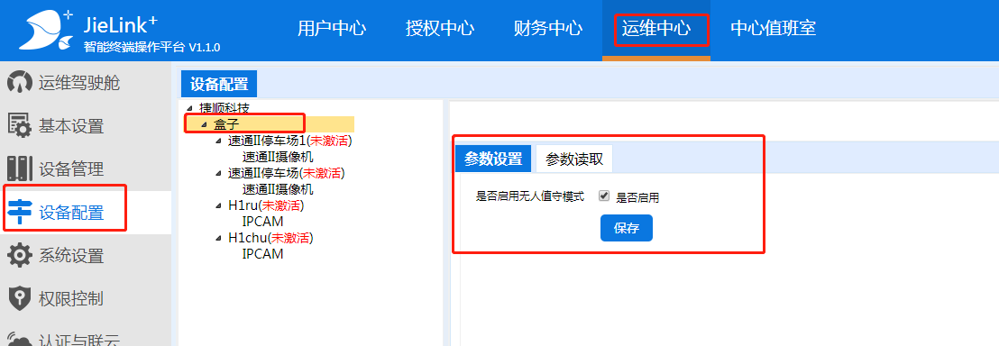 JieLink+
智能终端操作平台 V1.1.0
用户中心 授权中心 财务中心 运维中心 中心值班室
运维驾驶舱
基本设置
设备管理
设备配置
系统设置
权限控制
认证与联云
设备配置
捷顺科技
盒子
速通II停车场1(未激活)
速通II摄像机
速通II停车场(未激活)
速通II摄像机
H1ru(未激活)
IPCAM
H1chu(未激活)
IPCAM
参数设置 参数读取
是否启用无人值守模式 是否启用
保存